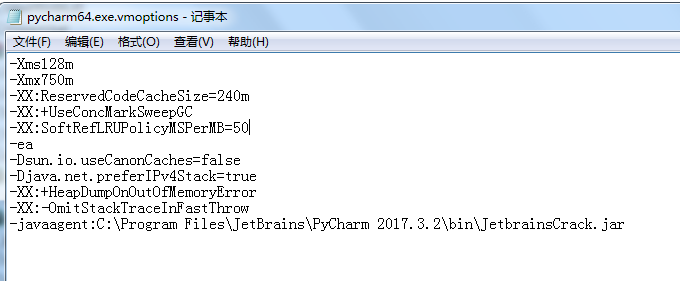 pycharm64.exe.vmoptions - 记事本
文件(F) 编辑(E) 格式(O) 查看(V) 帮助(H)
-Xms128m
-Xmx750m
-XX:ReservedCodeCacheSize=240m
-XX:+UseConcMarkSweepGC
-XX:SoftRefLRUPolicyMSPerMB=50
-ea
-Dsun.io.useCanonCaches=false
-Djava.net.preferIPv4Stack=true
-XX:+HeapDumpOnOutOfMemoryError
-XX:-OmitStackTraceInFastThrow
-javaagent:C:\Program Files\JetBrains\PyCharm 2017.3.2\bin\JetbrainsCrack.jar